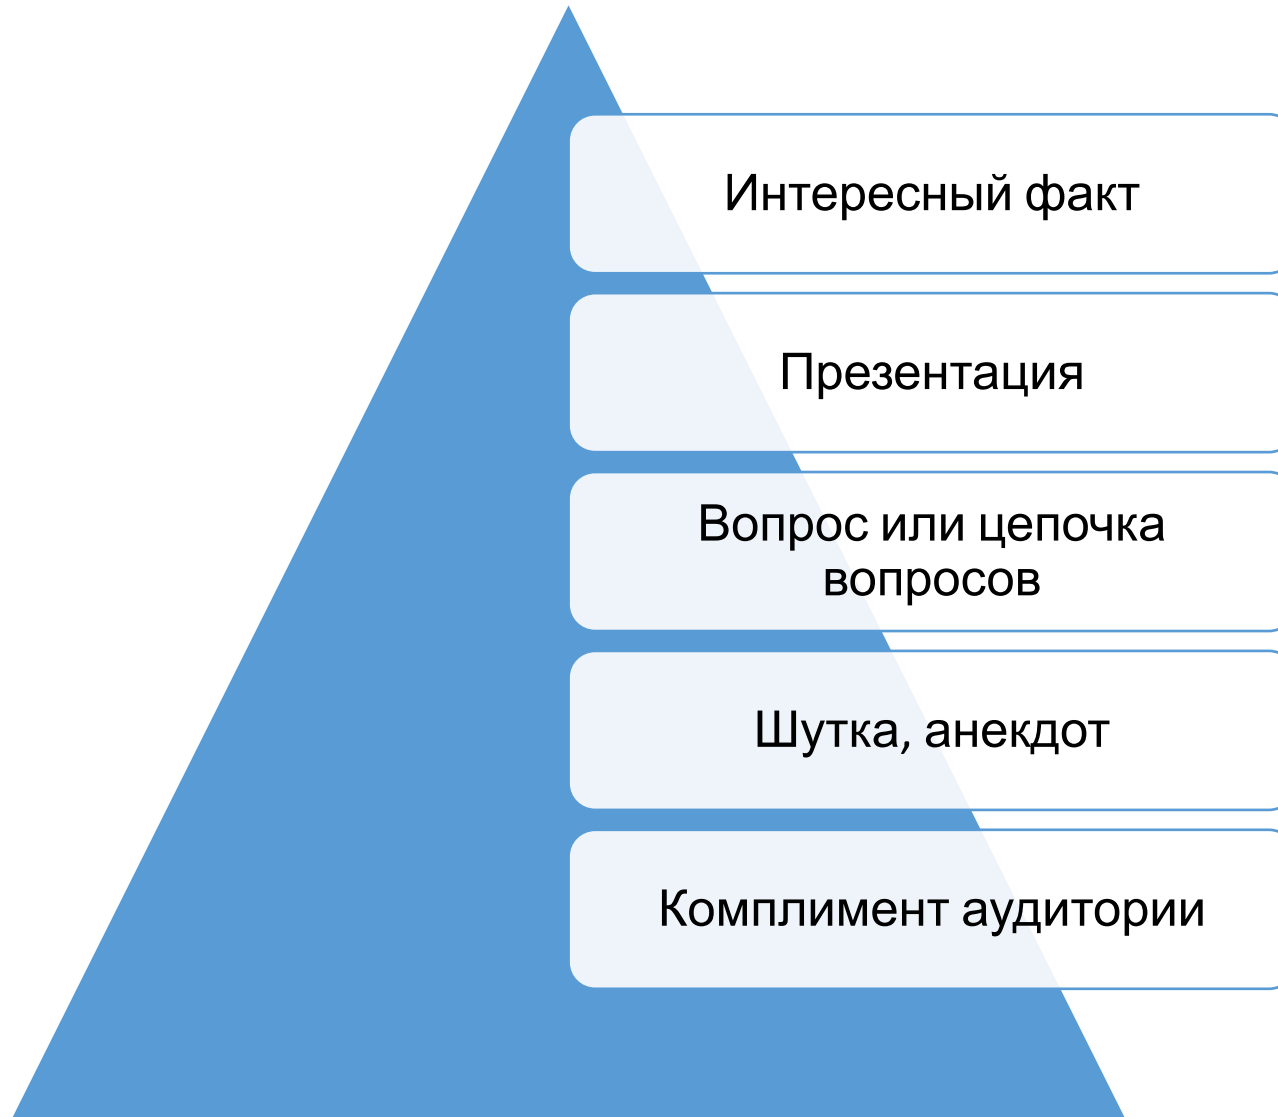 Интересный факт
Презентация
Вопрос или цепочка
вопросов
Шутка, анекдот
Комплимент аудитории